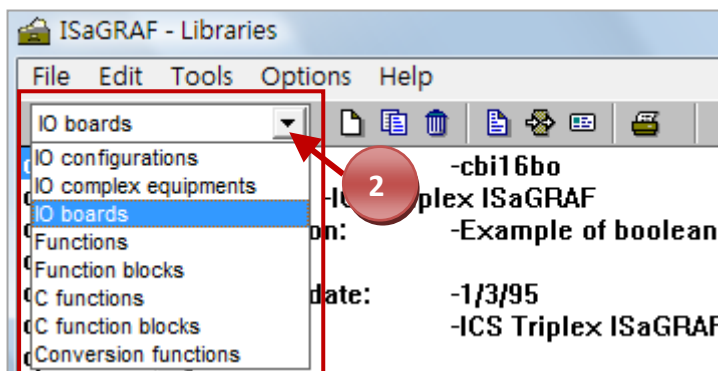 ISaGRAF - Libraries
File Edit Tools Options Help
IO boards
IO configurations
IO complex equipments
IO boards
Functions
Function blocks
C functions
C function blocks
Conversion functions
2
-cbi16bo
plex ISaGRAF
on: -Example of boolean
date: -1/3/95
-ICS Triplex ISaGRAF